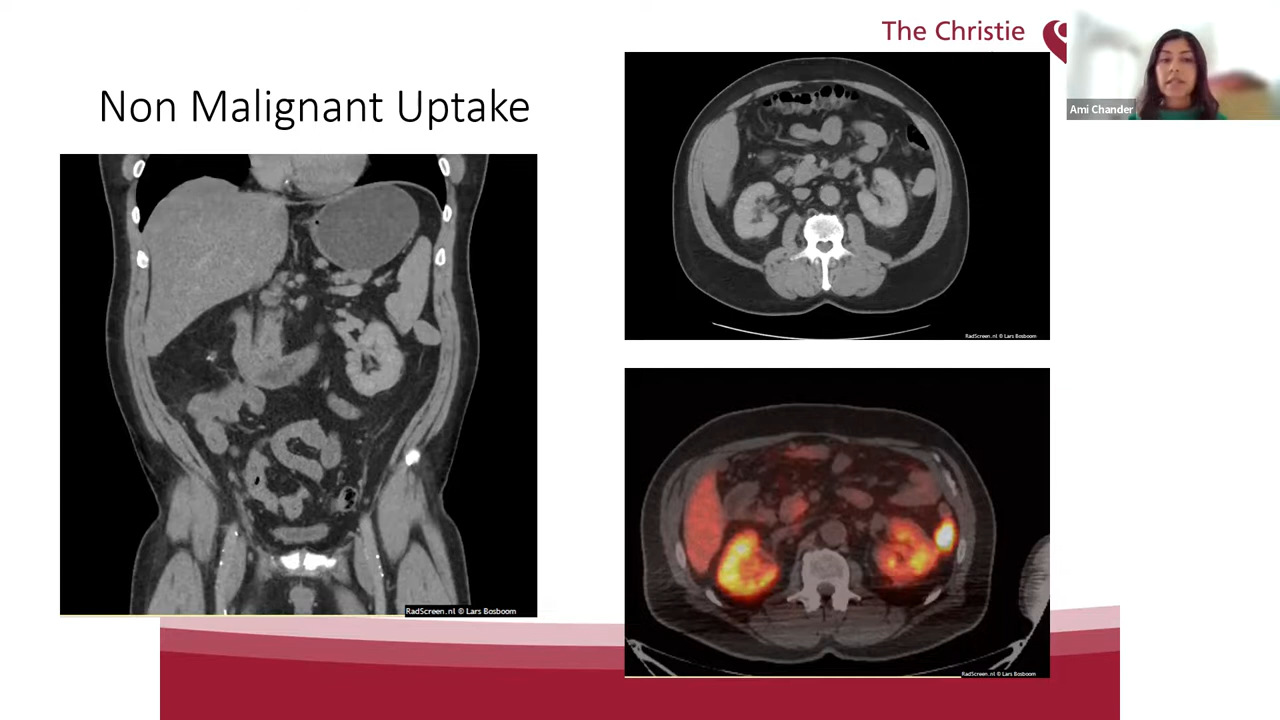 The Christie
Ami Chander
Non Malignant Uptake
RadScreen.nl © Lars Bosboom
RadScreen.nl © Lars Bosboom
RadScreen.nl © Lars Bosboom